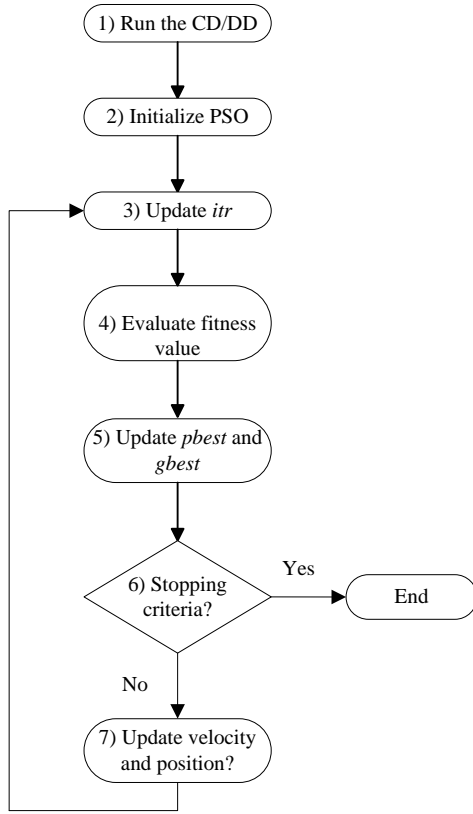 1) Run the CD/DD
2) Initialize PSO
3) Update itr
4) Evaluate fitness
value
5) Update pbest and
gbest
6) Stopping
criteria?
Yes
End
No
7) Update velocity
and position?